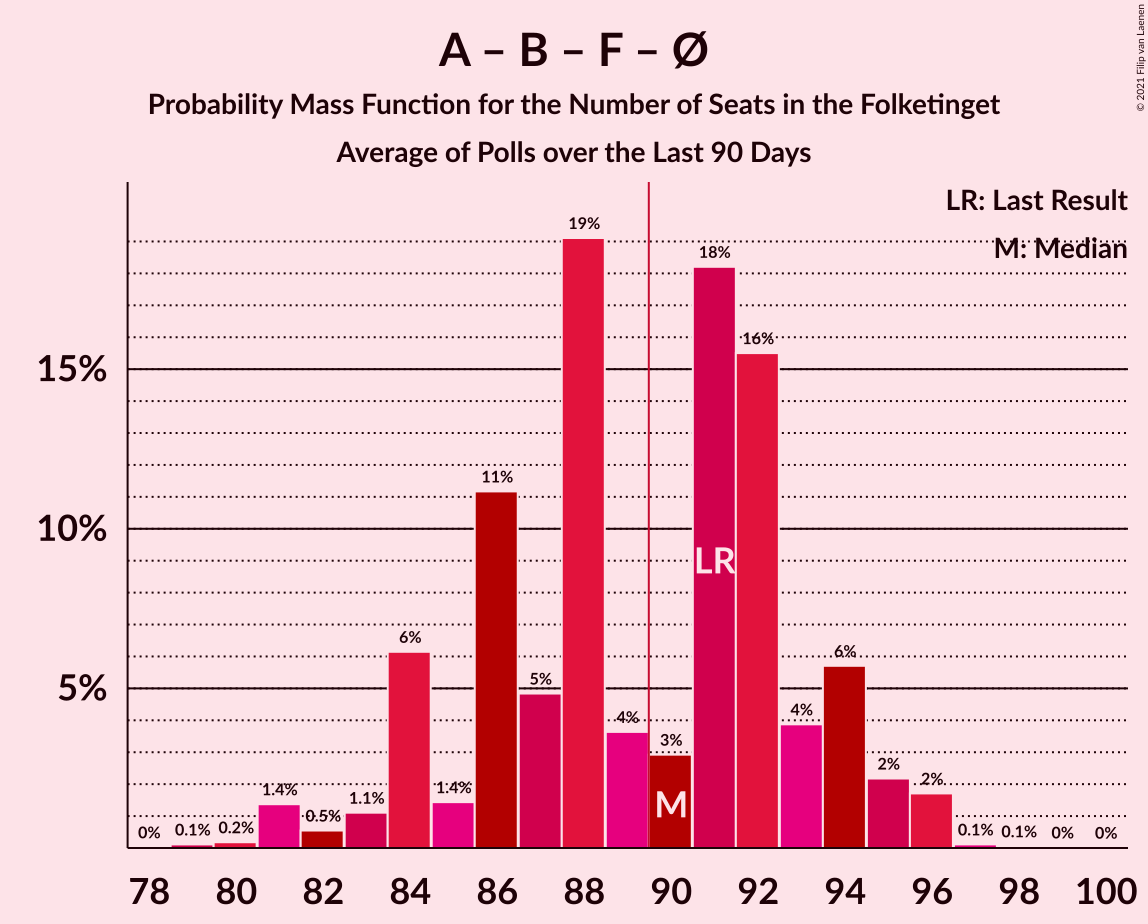 A – B – F – Ø
Probability Mass Function for the Number of Seats in the Folketinget
Average of Polls over the Last 90 Days
© 2021 Filip van Laenen
LR: Last Result
M: Median
15%
10%
5%
0%
0.1%
0.2%
1.4%
0.5%
1.1%
6%
1.4%
11%
5%
19%
4%
3%
18%
16%
4%
6%
2%
2%
0.1%
0.1%
0%
0%
LR
M
78 80 82 84 86 88 90 92 94 96 98 100